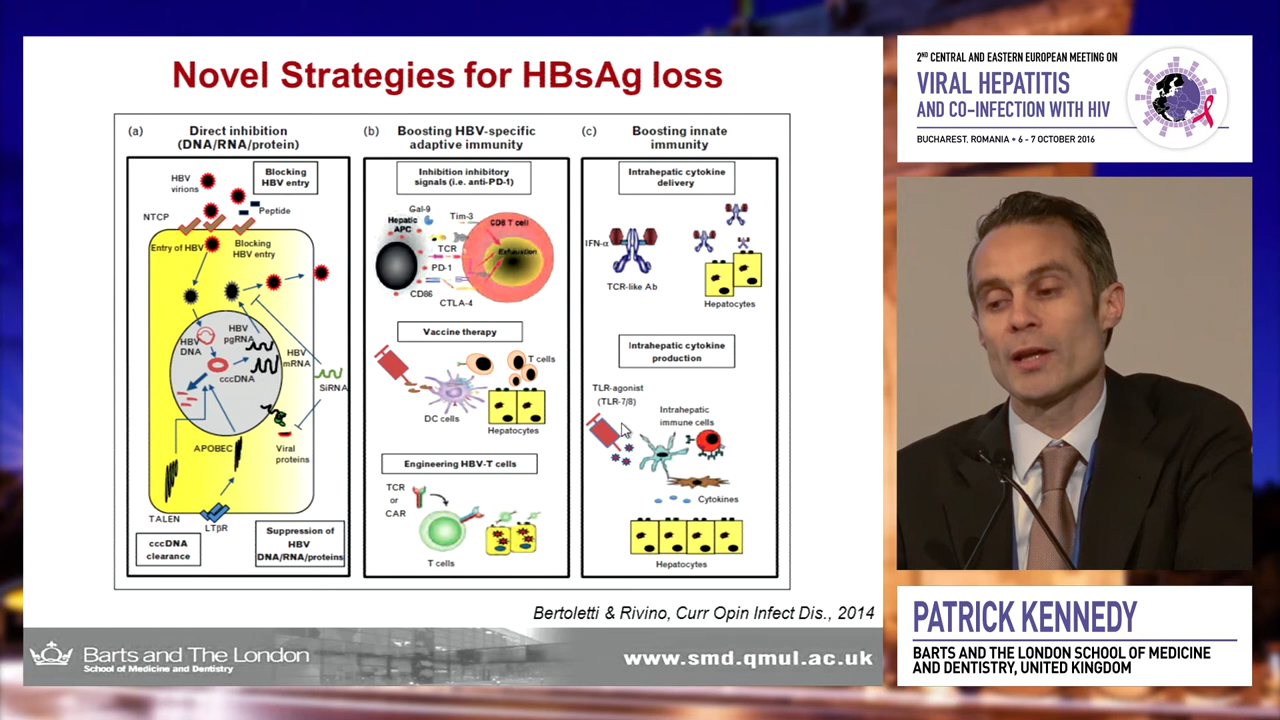 Novel Strategies for HBsAg loss
(a)
Direct inhibition
(DNA/RNA/protein)
HBV
virions
Blocking
HBV entry
Peptide
NTCP
Entry of HBV
Blocking
HBV entry
HBV
DNA
HBV
pgRNA
cccDNA
HBV
mRNA
SiRNA
APOBEC
Viral
proteins
TALEN
LTβR
cccDNA
clearance
Suppression of
HBV
DNA/RNA/proteins
(b)
Boosting HBV-specific
adaptive immunity
Inhibition inhibitory
signals (i.e. anti-PD-1)
Gal-9
Tim-3
Hepatic
APC
CD8 T cell
TCR
Exhaustion
PD-1
CD86
CTLA-4
Vaccine therapy
T cells
DC cells
Hepatocytes
Engineering HBV-T cells
TCR
or
CAR
T cells
(c)
Boosting innate
immunity
Intrahepatic cytokine
delivery
IFN-α
TCR-like Ab
Hepatocytes
Intrahepatic cytokine
production
TLR-agonist
(TLR-7/8)
Intrahepatic
immune cells
Cytokines
Hepatocytes
Bertoletti & Rivino, Curr Opin Infect Dis., 2014
Barts and The London
School of Medicine and Dentistry
www.smd.qmul.ac.uk
2ND CENTRAL AND EASTERN EUROPEAN MEETING ON
VIRAL HEPATITIS
AND CO-INFECTION WITH HIV
BUCHAREST, ROMANIA • 6 - 7 OCTOBER 2016
PATRICK KENNEDY
BARTS AND THE LONDON SCHOOL OF MEDICINE
AND DENTISTRY, UNITED KINGDOM